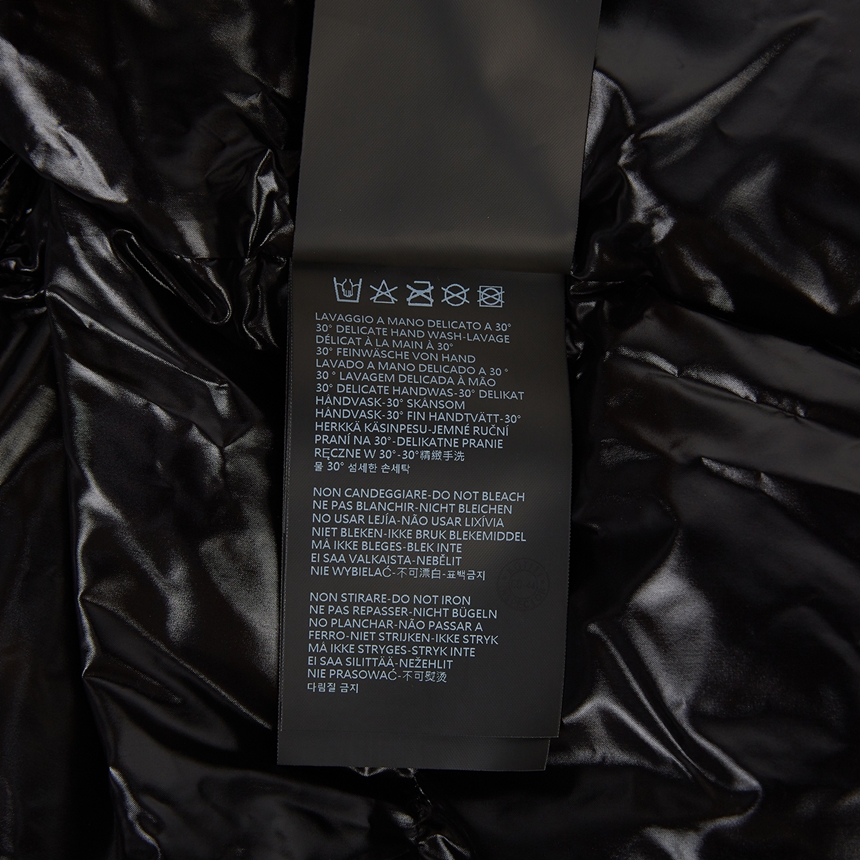 LAVAGGIO A MANO DELICATO A 30°
30° DELICATE HAND WASH-LAVAGE
DÉLICAT À LA MAIN À 30°
30° FEINWÄSCHE VON HAND
LAVADO A MANO DELICADO A 30 °
30 ° LAVAGEM DELICADA À MÃO
30° DELICATE HANDWAS-30° DELIKAT
HÅNDVASK-30° SKÅNSOM
HÅNDVASK-30° FIN HANDTVÄTT-30°
HERKKÄ KÄSINPESU-JEMNÉ RUČNÍ
PRANÍ NA 30°-DELIKATNE PRANIE
RĘCZNE W 30°-30°精緻手洗
물 30° 섬세한 손세탁
NON CANDEGGIARE-DO NOT BLEACH
NE PAS BLANCHIR-NICHT BLEICHEN
NO USAR LEJÍA-NÃO USAR LIXÍVIA
NIET BLEKEN-IKKE BRUK BLEKEMIDDEL
MÅ IKKE BLEGES-BLEK INTE
EI SAA VALKAISTA-NEBĚLIT
NIE WYBIELAĆ-不可漂白-표백금지
NON STIRARE-DO NOT IRON
NE PAS REPASSER-NICHT BÜGELN
NO PLANCHAR-NÃO PASSAR A
FERRO-NIET STRIJKEN-IKKE STRYK
MÅ IKKE STRYGES-STRYK INTE
EI SAA SILITTÄÄ-NEŽEHLIT
NIE PRASOWAĆ-不可熨烫
다림질 금지